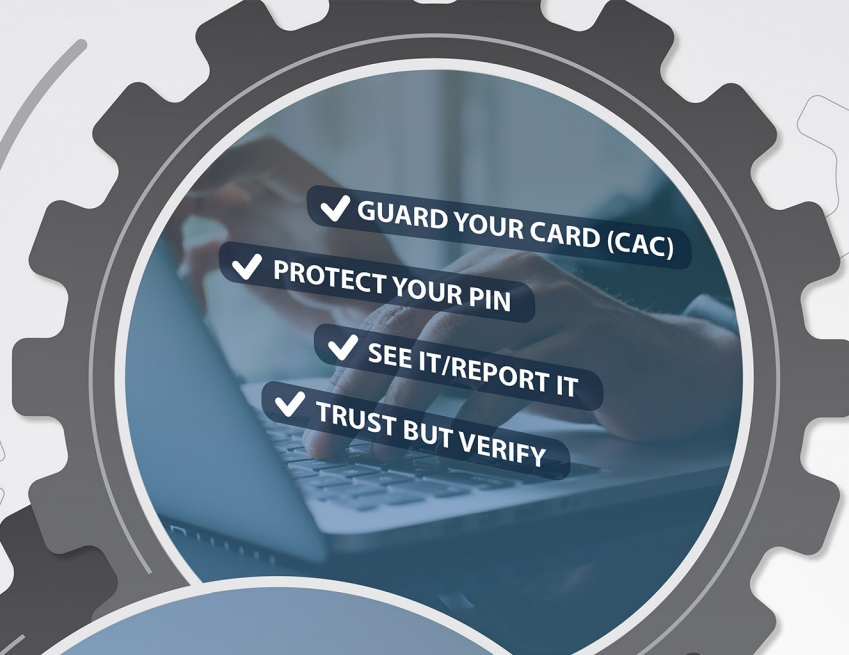 GUARD YOUR CARD (CAC)
PROTECT YOUR PIN
SEE IT/REPORT IT
TRUST BUT VERIFY